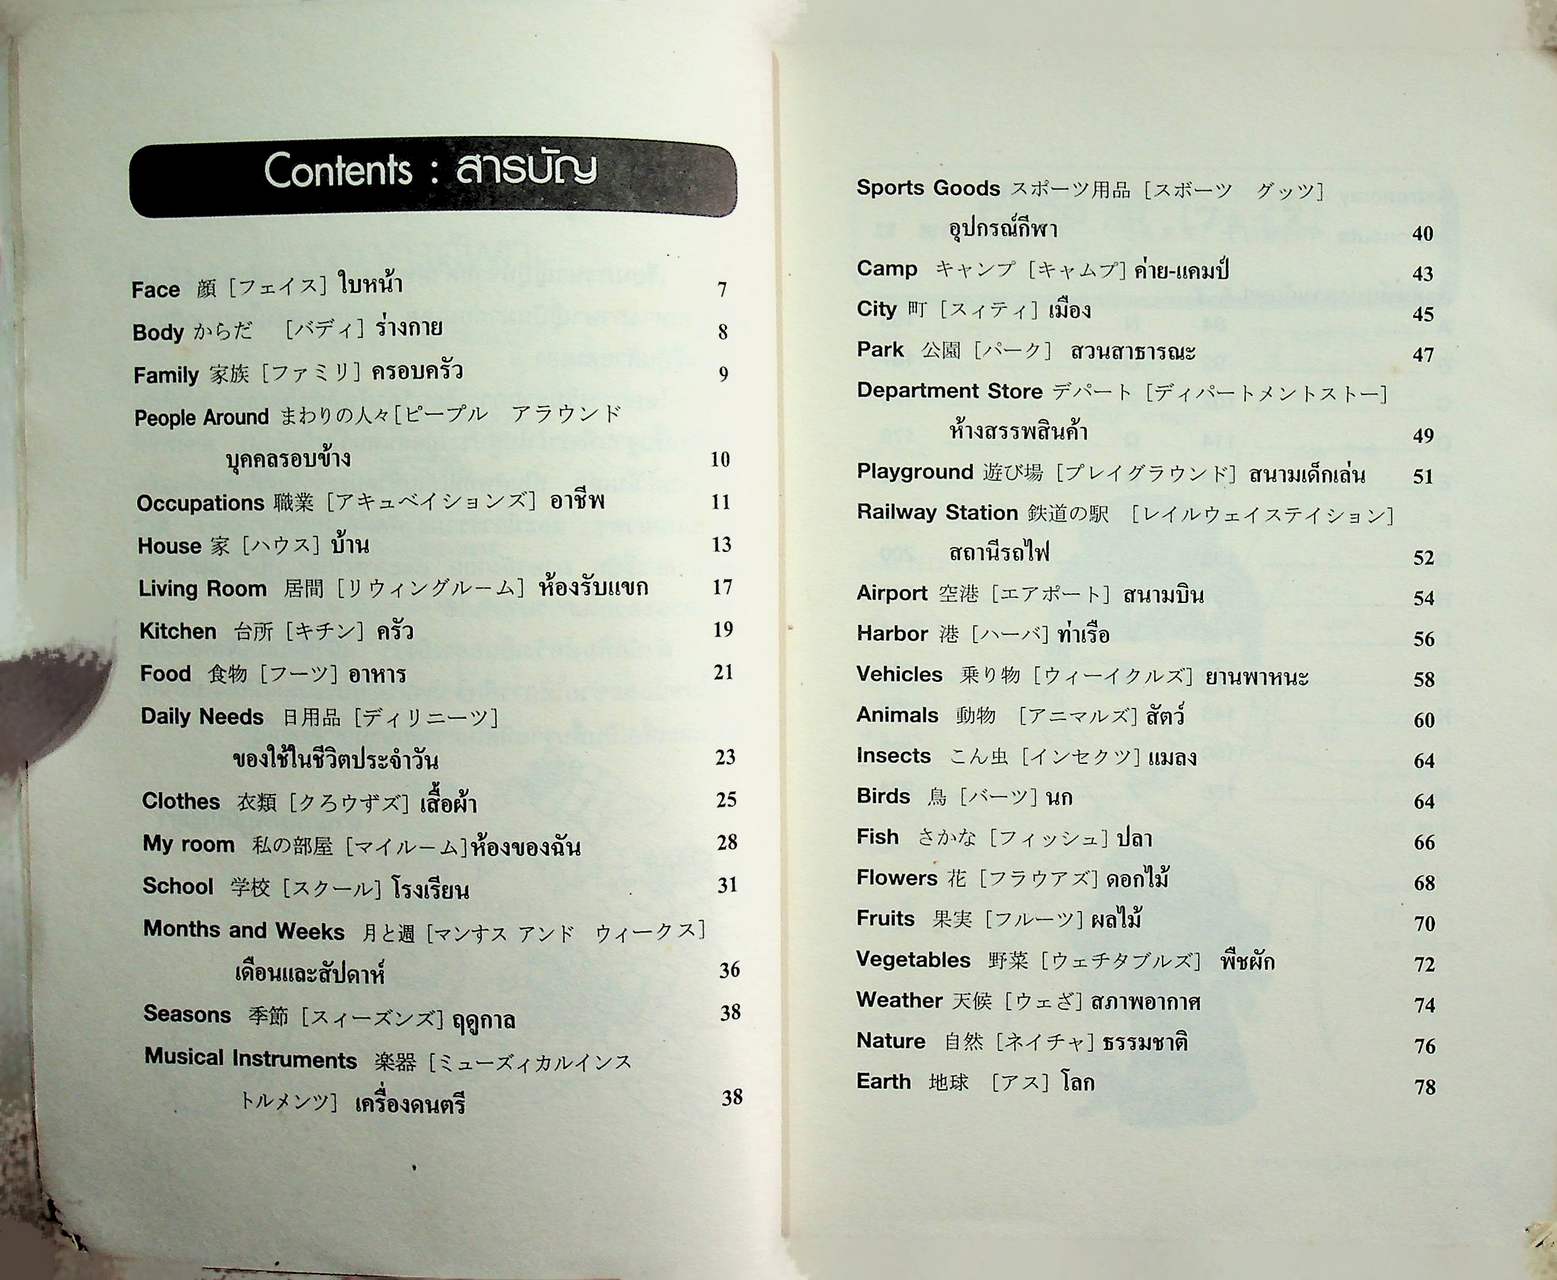 Contents : สารบัญ
Face 顔 [フェイス] ใบหน้า 7
Body からだ [バディ] ร่างกาย 8
Family 家族 [ファミリ] ครอบครัว 9
People Around まわりの人々[ピープル アラウンド
บุคคลรอบข้าง 10
Occupations 職業 [アキュベイションズ] อาชีพ 11
House 家 [ハウス] บ้าน 13
Living Room 居間 [リウィングルーム] ห้องรับแขก 17
Kitchen 台所 [キチン] ครัว 19
Food 食物 [フーツ] อาหาร 21
Daily Needs 日用品 [ディリニーツ]
ของใช้ในชีวิตประจำวัน 23
Clothes 衣類 [クろウずズ] เสื้อผ้า 25
My room 私の部屋 [マイルーム]ห้องของฉัน 28
School 学校 [スクール] โรงเรียน 31
Months and Weeks 月と週 [マンすス アンド ウィークス]
เดือนและสัปดาห์ 36
Seasons 季節 [スィーズンズ] ฤดูกาล 38
Musical Instruments 楽器 [ミューズィカルインス
トルメンツ] เครื่องดนตรี 38
Sports Goods スポーツ用品 [スボーツ グッツ]
อุปกรณ์กีฬา 40
Camp キャンプ [キャムプ] ค่าย-แคมป์ 43
City 町 [スィティ] เมือง 45
Park 公園 [パーク] สวนสาธารณะ 47
Department Store デパート [ディパートメントストー]
ห้างสรรพสินค้า 49
Playground 遊び場 [プレイグラウンド] สนามเด็กเล่น 51
Railway Station 鉄道の駅 [レイルウェイステイション]
สถานีรถไฟ 52
Airport 空港 [エアポート] สนามบิน 54
Harbor 港 [ハーバ] ท่าเรือ 56
Vehicles 乗り物 [ウィーイクルズ] ยานพาหนะ 58
Animals 動物 [アニマルズ] สัตว์ 60
Insects こん虫 [インセクツ] แมลง 64
Birds 鳥 [バーツ] นก 64
Fish さかな [フィッシュ] ปลา 66
Flowers 花 [フラウアズ] ดอกไม้ 68
Fruits 果実 [フルーツ] ผลไม้ 70
Vegetables 野菜 [ウェチタブルズ] พืชผัก 72
Weather 天候 [ウェざ] สภาพอากาศ 74
Nature 自然 [ネイチャ] ธรรมชาติ 76
Earth 地球 [アス] โลก 78